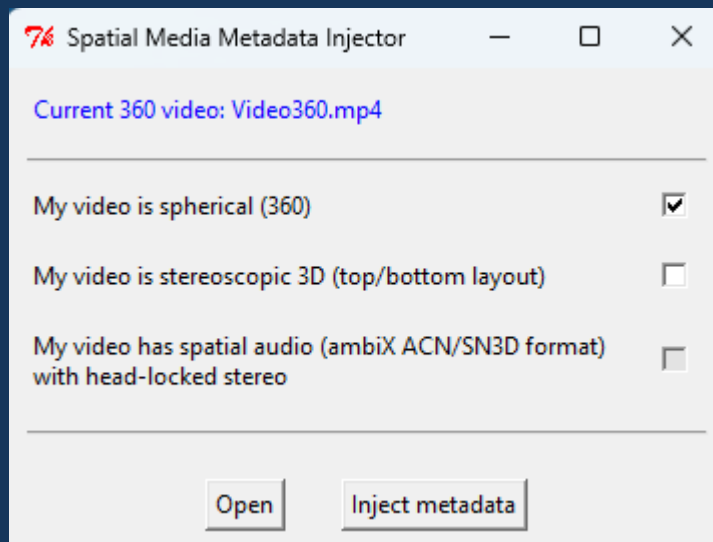 Spatial Media Metadata Injector
Current 360 video: Video360.mp4
My video is spherical (360)
My video is stereoscopic 3D (top/bottom layout)
My video has spatial audio (ambiX ACN/SN3D format)
with head-locked stereo
Open Inject metadata